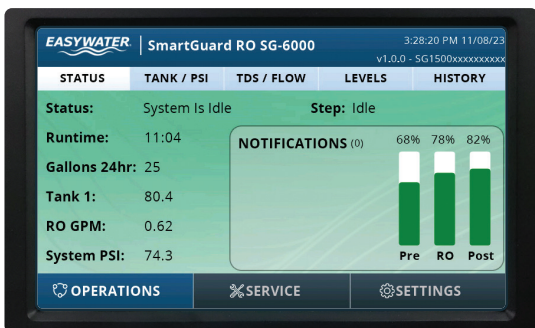 EASYWATER. SmartGuard RO SG-6000 3:28:20 PM 11/08/23
v1.0.0 - SG1500xxxxxxxxxx
STATUS TANK / PSI TDS / FLOW LEVELS HISTORY
Status: System Is Idle Step: Idle
Runtime: 11:04
NOTIFICATIONS (0) 68% 78% 82%
Gallons 24hr: 25
Tank 1: 80.4
RO GPM: 0.62
System PSI: 74.3
Pre RO Post
OPERATIONS SERVICE SETTINGS